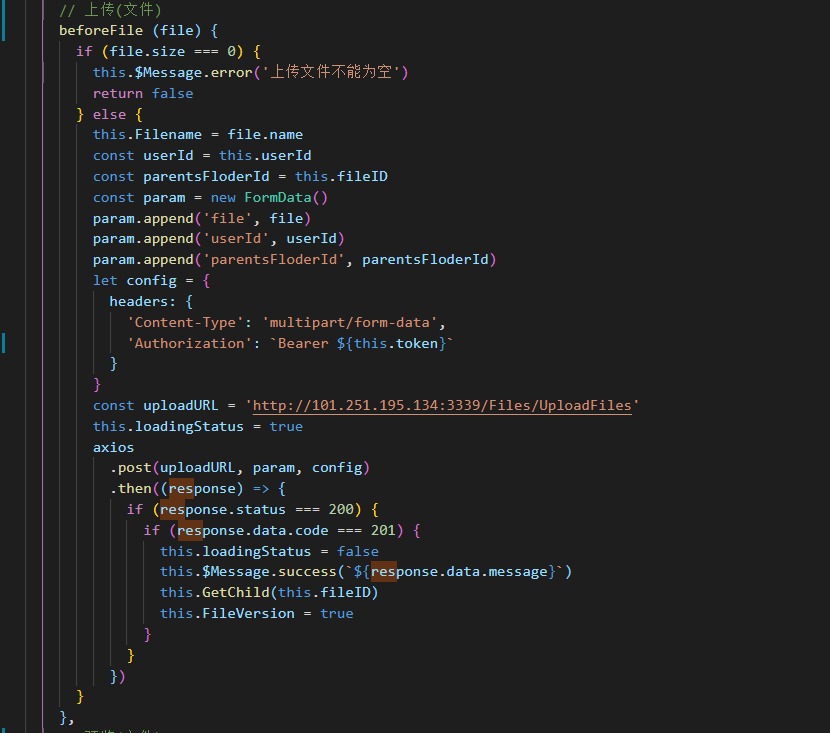 // 上传(文件)
beforeFile (file) {
if (file.size === 0) {
this.$Message.error('上传文件不能为空')
return false
} else {
this.Filename = file.name
const userId = this.userId
const parentsFloderId = this.fileID
const param = new FormData()
param.append('file', file)
param.append('userId', userId)
param.append('parentsFloderId', parentsFloderId)
let config = {
headers: {
'Content-Type': 'multipart/form-data',
'Authorization': `Bearer ${this.token}`
}
}
const uploadURL = 'http://101.251.195.134:3339/Files/UploadFiles'
this.loadingStatus = true
axios
.post(uploadURL, param, config)
.then((response) => {
if (response.status === 200) {
if (response.data.code === 201) {
this.loadingStatus = false
this.$Message.success(`${response.data.message}`)
this.GetChild(this.fileID)
this.FileVersion = true
}
}
})
}
},